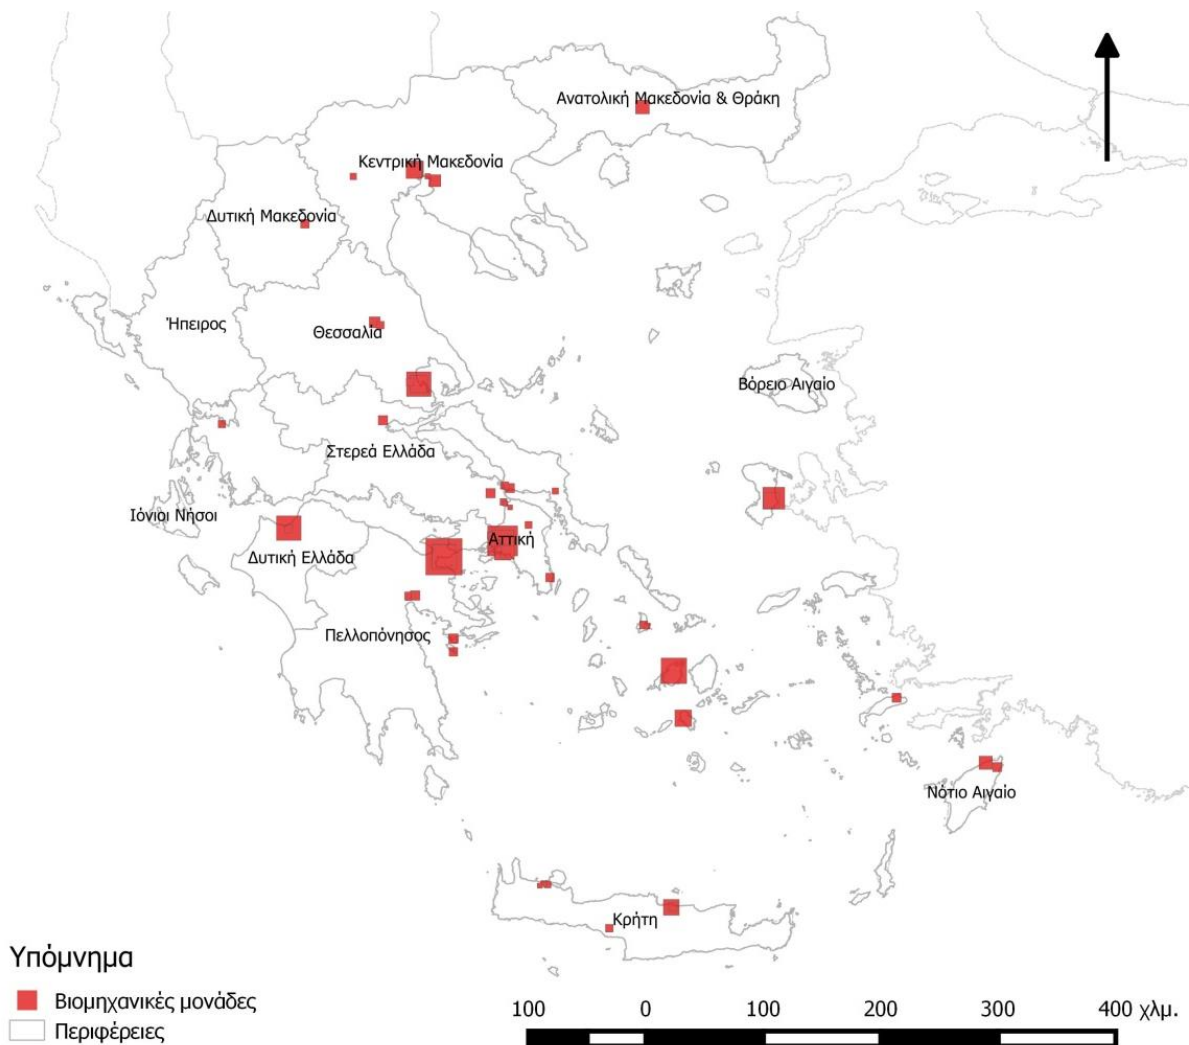 Ανατολική Μακεδονία & Θράκη
Κεντρική Μακεδονία
Δυτική Μακεδονία
Ήπειρος
Θεσσαλία
Βόρειο Αιγαίο
Στερεά Ελλάδα
Ιόνιοι Νήσοι
Αττική
Δυτική Ελλάδα
Πελλοπόνησος
Νότιο Αιγαίο
Κρήτη
Υπόμνημα
Βιομηχανικές μονάδες
Περιφέρειες
100 0 100 200 300 400 χλμ.